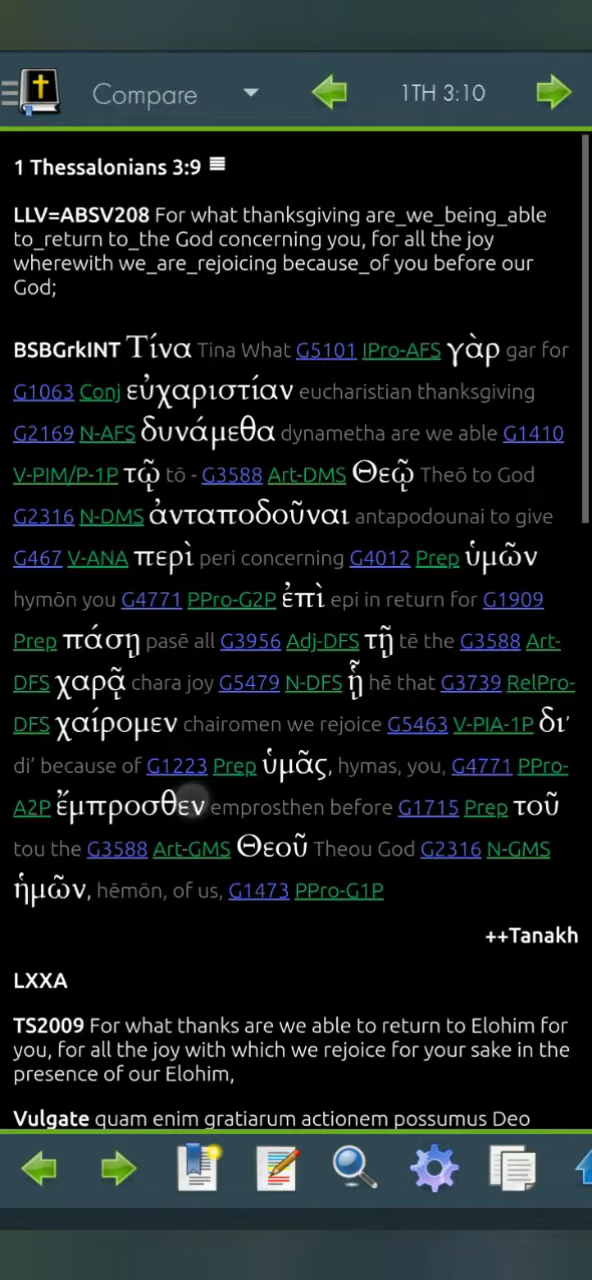 Compare
1TH 3:10
1 Thessalonians 3:9
LLV=ABSV208 For what thanksgiving are_we_being_able
to_return to_the God concerning you, for all the joy
wherewith we_are_rejoicing because_of you before our
God;
BSBGrkINT Τίνα Tina What G5101 IPro-AFS γὰρ gar for
G1063 Conj εὐχαριστίαν eucharistian thanksgiving
G2169 N-AFS δυνάμεθα dynametha are we able G1410
V-PIM/P-1P τῷ tō - G3588 Art-DMS Θεῷ Theō to God
G2316 N-DMS ἀνταποδοῦναι antapodounai to give
G467 V-ANA περὶ peri concerning G4012 Prep ὑμῶν
hymōn you G4771 PPro-G2P ἐπὶ epi in return for G1909
Prep πάσῃ pasē all G3956 Adj-DFS τῇ tē the G3588 Art-
DFS χαρᾷ chara joy G5479 N-DFS ᾗ hē that G3739 RelPro-
DFS χαίρομεν chairomen we rejoice G5463 V-PIA-1P δι’
di’ because of G1223 Prep ὑμᾶς, hymas, you, G4771 PPro-
A2P ἔμπροσθεν emprosthen before G1715 Prep τοῦ
tou the G3588 Art-GMS Θεοῦ Theou God G2316 N-GMS
ἡμῶν, hēmōn, of us, G1473 PPro-G1P
++Tanakh
LXXA
TS2009 For what thanks are we able to return to Elohim for
you, for all the joy with which we rejoice for your sake in the
presence of our Elohim,
Vulgate quam enim gratiarum actionem possumus Deo